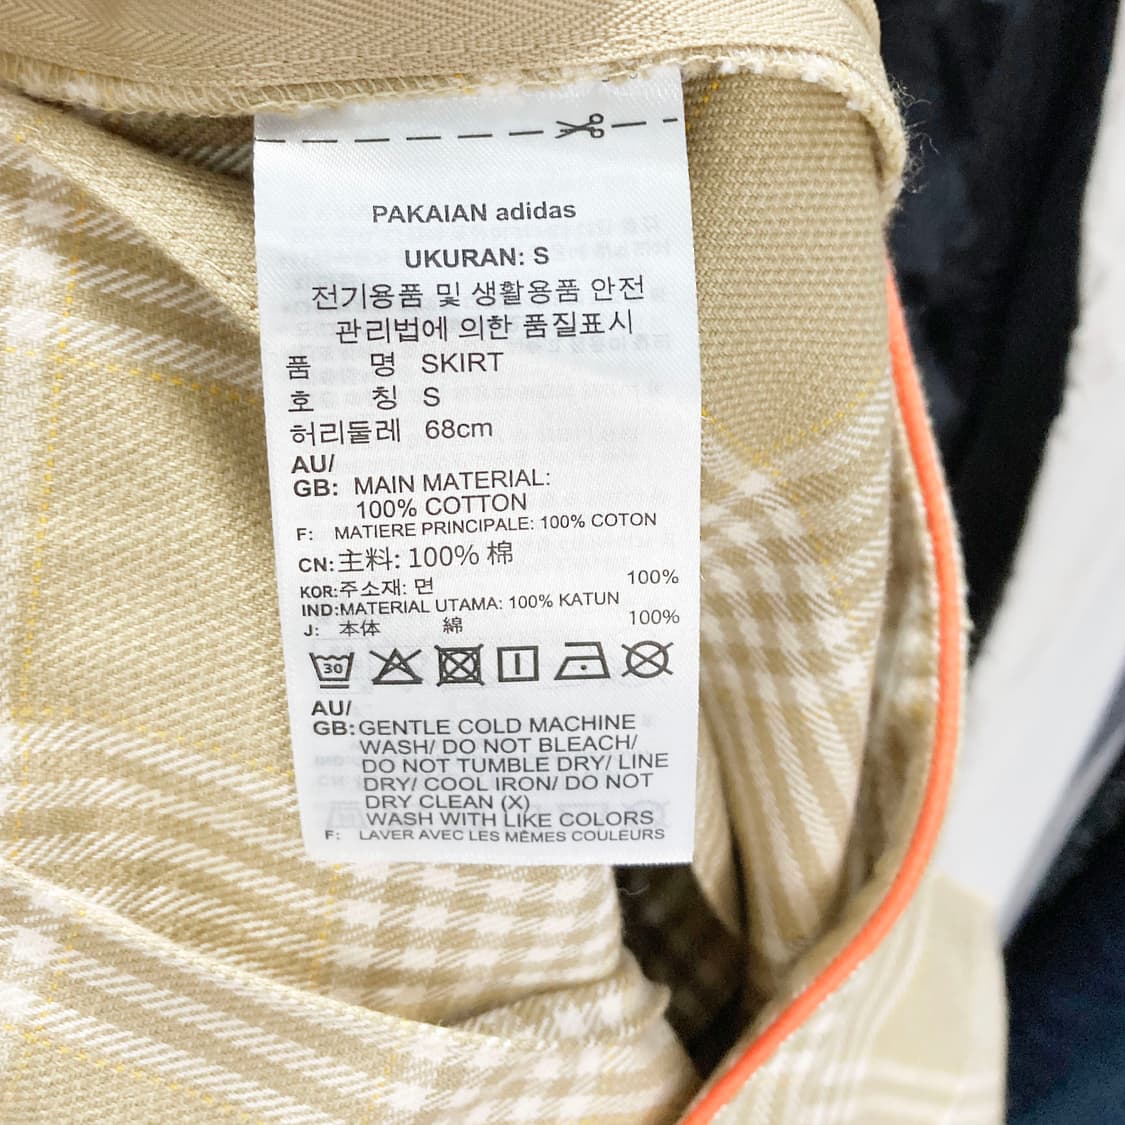 PAKAIAN adidas
UKURAN: S
전기용품 및 생활용품 안전
관리법에 의한 품질표시
품 명 SKIRT
호 칭 S
허리둘레 68cm
AU/
GB: MAIN MATERIAL:
100% COTTON
F: MATIERE PRINCIPALE: 100% COTON
CN: 主料: 100% 棉
KOR:주소재: 면 100%
IND:MATERIAL UTAMA: 100% KATUN
J: 本体 綿 100%
30
AU/
GB: GENTLE COLD MACHINE
WASH/ DO NOT BLEACH/
DO NOT TUMBLE DRY/ LINE
DRY/ COOL IRON/ DO NOT
DRY CLEAN (X)
WASH WITH LIKE COLORS
F: LAVER AVEC LES MÊMES COULEURS